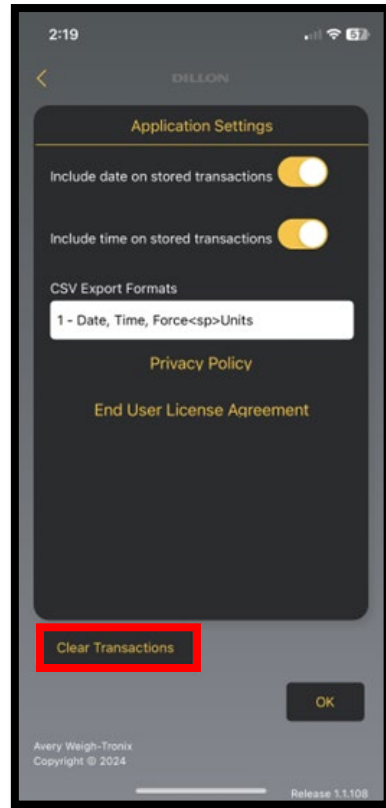 2:19
57
DILLON
Application Settings
Include date on stored transactions
Include time on stored transactions
CSV Export Formats
1 - Date, Time, Force<sp>Units
Privacy Policy
End User License Agreement
Clear Transactions
OK
Avery Weigh-Tronix
Copyright © 2024
Release 1.1.108